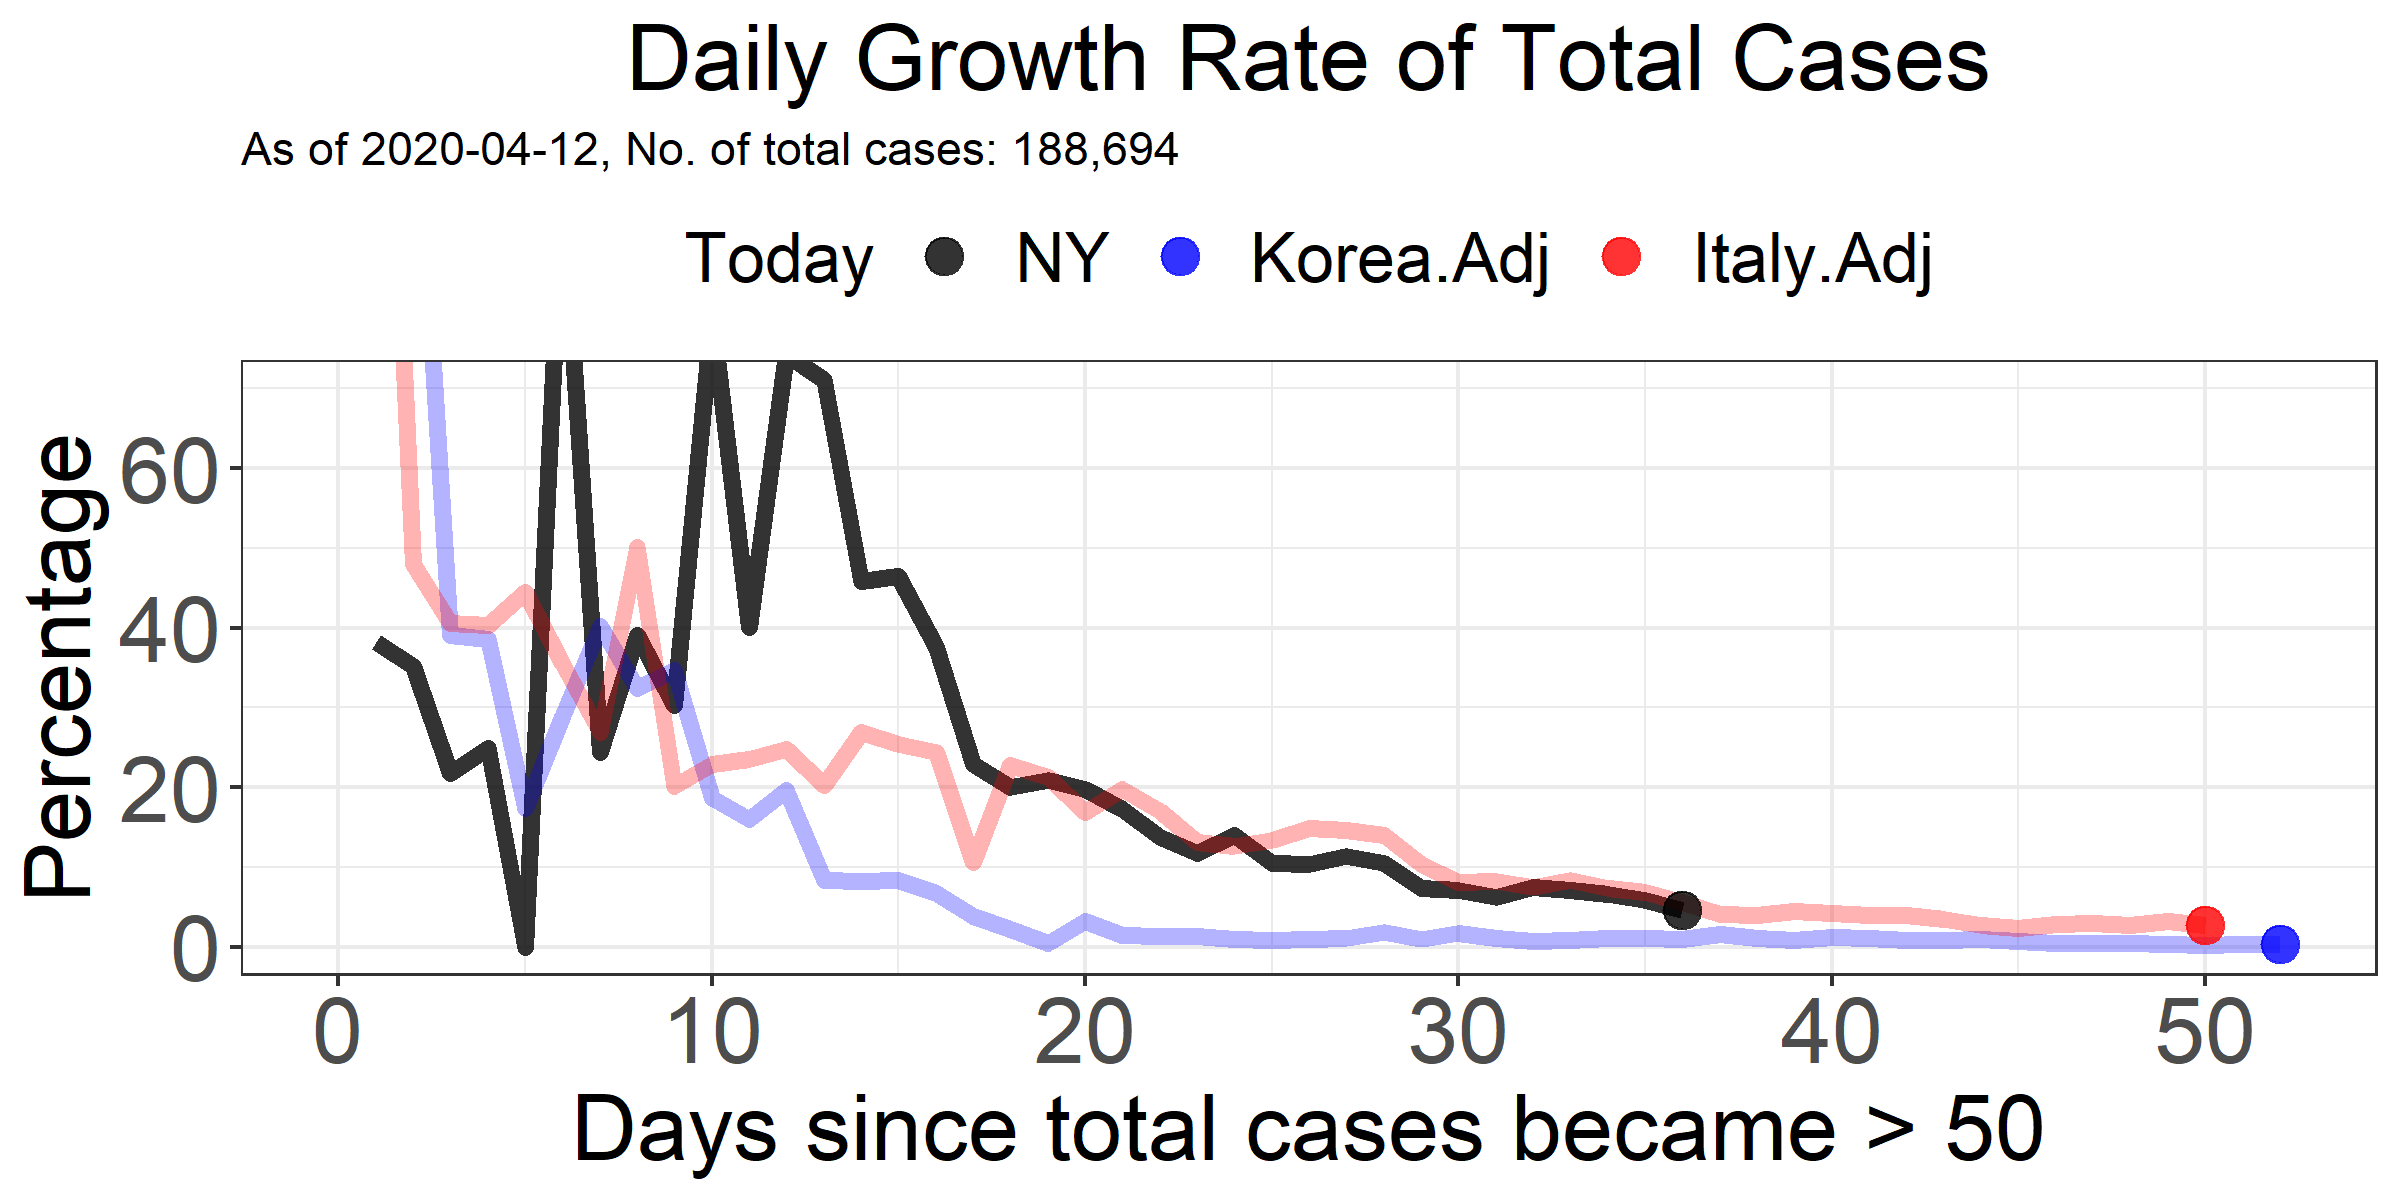 Daily Growth Rate of Total Cases
As of 2020-04-12, No. of total cases: 188,694
Today NY Korea.Adj Italy.Adj
Percentage
60
40
20
0
0 10 20 30 40 50
Days since total cases became > 50